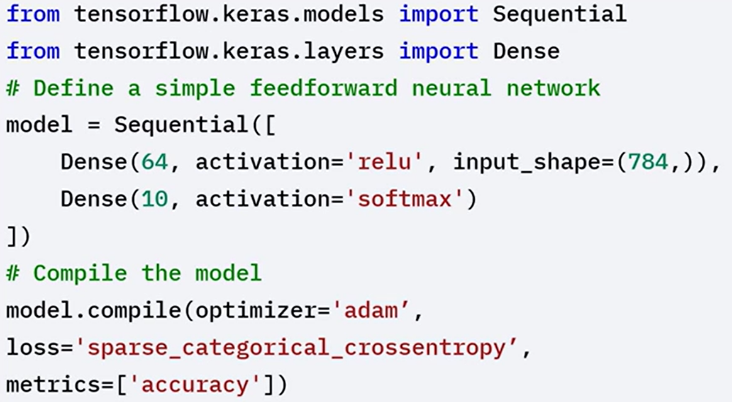 from tensorflow.keras.models import Sequential
from tensorflow.keras.layers import Dense
# Define a simple feedforward neural network
model = Sequential([
    Dense(64, activation='relu', input_shape=(784,)),
    Dense(10, activation='softmax')
])
# Compile the model
model.compile(optimizer='adam’,
loss='sparse_categorical_crossentropy’,
metrics=['accuracy'])